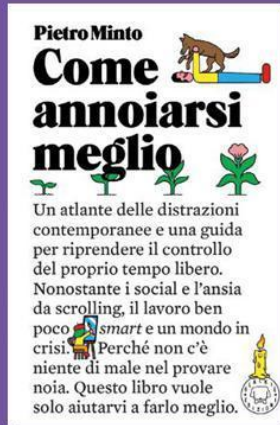 Pietro Minto
Come
annoiarsi
meglio
Un atlante delle distrazioni
contemporanee e una guida
per riprendere il controllo
del proprio tempo libero.
Nonostante i social e l'ansia
da scrolling, il lavoro ben
poco smart e un mondo in
crisi. Perché non c'è
niente di male nel provare
noia. Questo libro vuole
solo aiutarvi a farlo meglio.